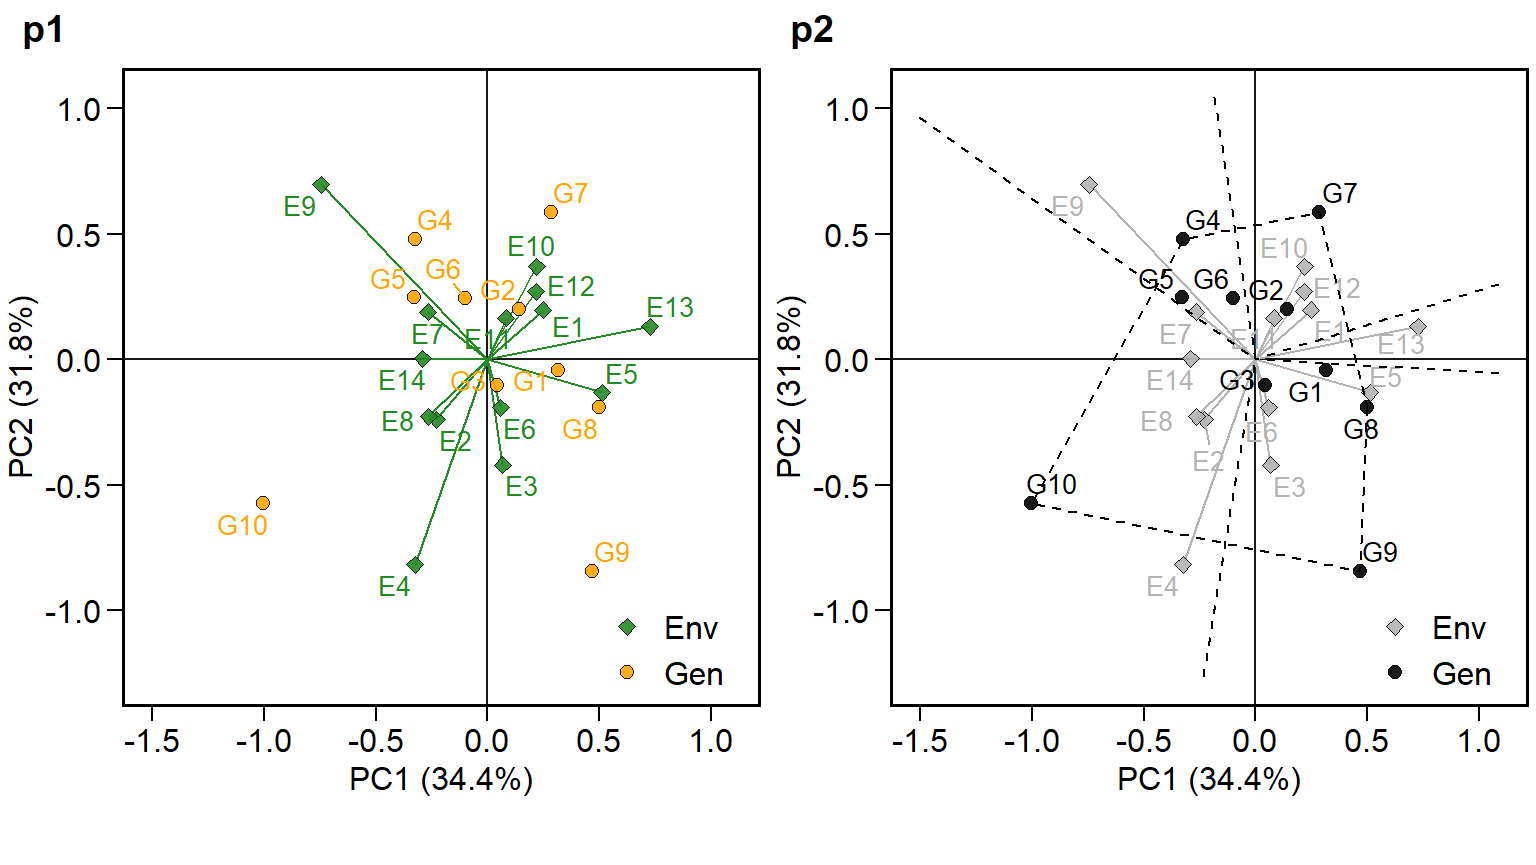 p1
1.0
0.5
0.0
-0.5
-1.0
PC2 (31.8%)
E9
G4
G7
G5
G6
E10
G2
E12
E7
E11
E1
E13
E14
G3
G1
E5
E8
E2
E6
G8
E3
G10
E4
G9
Env
Gen
-1.5 -1.0 -0.5 0.0 0.5 1.0
PC1 (34.4%)
p2
1.0
0.5
0.0
-0.5
-1.0
PC2 (31.8%)
E9
G4
G7
G5
G6
E10
G2
E12
E7
E11
E1
E13
E14
G3
G1
E5
E8
E2
E6
G8
E3
G10
E4
G9
Env
Gen
-1.5 -1.0 -0.5 0.0 0.5 1.0
PC1 (34.4%)